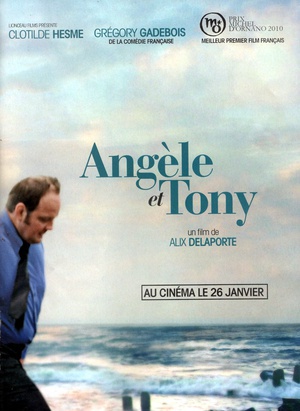 LIONCEAU FILMS PRÉSENTE
CLOTILDE HESME
GRÉGORY GADEBOIS
DE LA COMÉDIE FRANÇAISE
PRIX
MICHEL
D'ORNANO 2010
MEILLEUR PREMIER FILM FRANÇAIS
Angèle
et Tony
un film de
ALIX DELAPORTE
AU CINÉMA LE 26 JANVIER